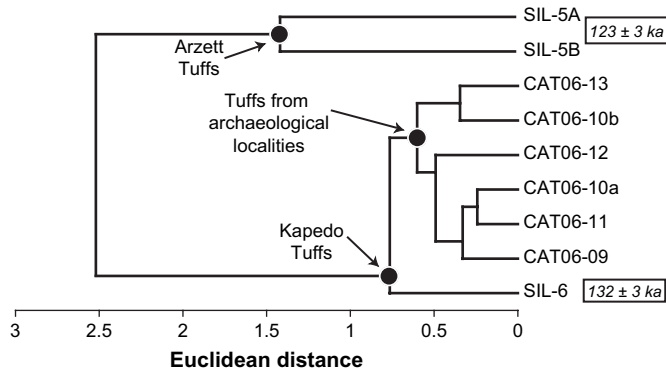 SIL-5A
123 ± 3 ka
Arzett
Tuffs
SIL-5B
CAT06-13
Tuffs from
archaeological
localities
CAT06-10b
CAT06-12
CAT06-10a
Kapedo
Tuffs
CAT06-11
CAT06-09
SIL-6
132 ± 3 ka
3 2.5 2 1.5 1 0.5 0
Euclidean distance